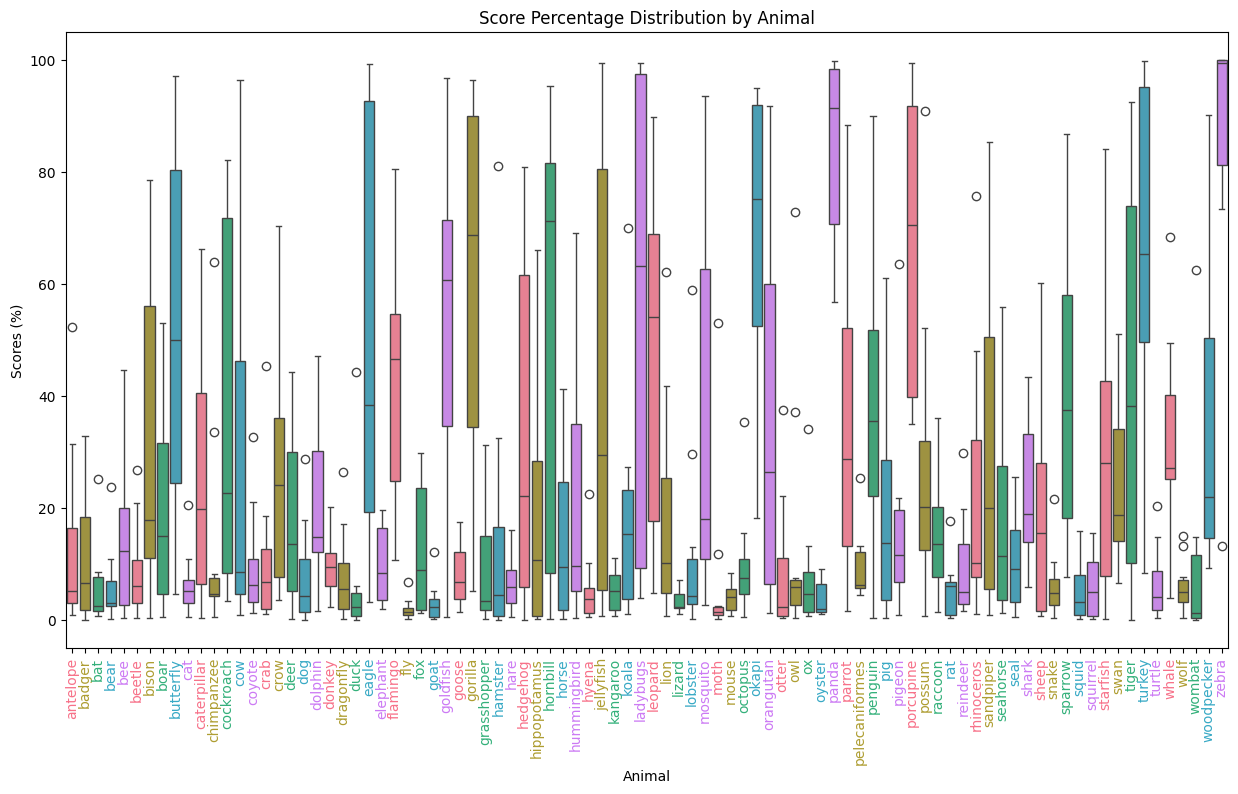 Score Percentage Distribution by Animal
Scores (%)
100
80
60
40
20
0
antelope
badger
bat
bear
bee
beetle
bison
boar
butterfly
cat
caterpillar
chimpanzee
cockroach
cow
coyote
crab
crow
deer
dog
dolphin
donkey
dragonfly
duck
eagle
elephant
flamingo
fly
fox
goat
goldfish
goose
gorilla
grasshopper
hamster
hare
hedgehog
hippopotamus
hornbill
horse
hummingbird
hyena
jellyfish
kangaroo
koala
ladybugs
leopard
lion
lizard
lobster
mosquito
moth
mouse
octopus
okapi
orangutan
otter
owl
ox
oyster
panda
parrot
pelecaniformes
penguin
pig
pigeon
porcupine
possum
raccoon
rat
reindeer
rhinoceros
sandpiper
seahorse
seal
shark
sheep
snake
sparrow
squid
squirrel
starfish
swan
tiger
turkey
turtle
whale
wolf
wombat
woodpecker
zebra
Animal